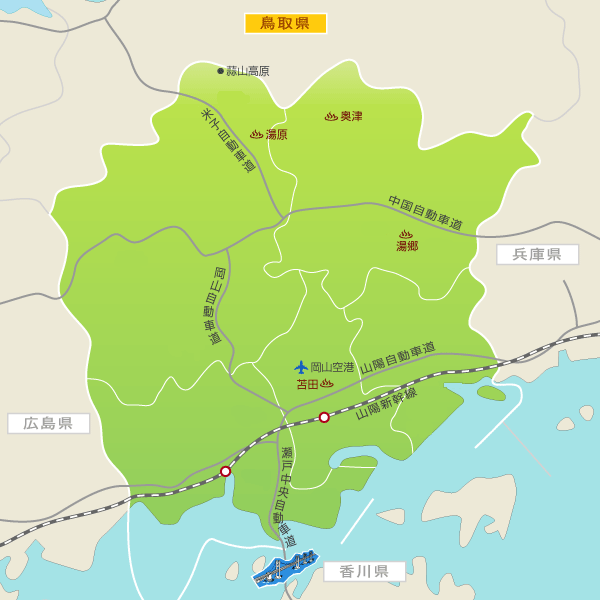 鳥取県
蒜山高原
奥津
湯原
米子自動車道
中国自動車道
湯郷
兵庫県
岡山自動車道
岡山空港
山陽自動車道
苫田
山陽新幹線
広島県
瀬戸中央自動車道
香川県